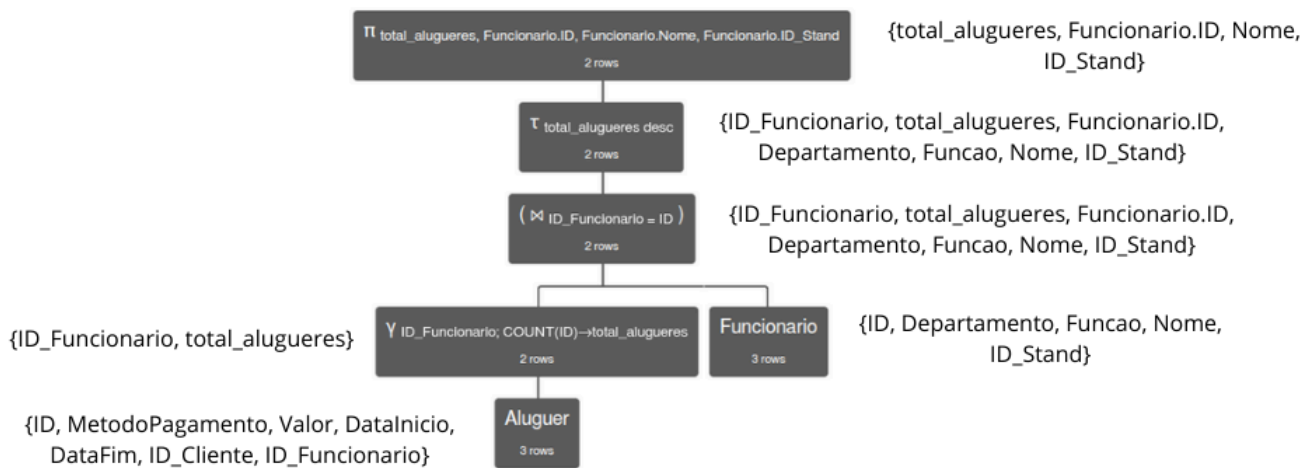 π total_alugueres, Funcionario.ID, Funcionario.Nome, Funcionario.ID_Stand
2 rows
{total_alugueres, Funcionario.ID, Nome,
ID_Stand}
τ total_alugueres desc
2 rows
{ID_Funcionario, total_alugueres, Funcionario.ID,
Departamento, Funcao, Nome, ID_Stand}
( ⋈ ID_Funcionario = ID )
2 rows
{ID_Funcionario, total_alugueres, Funcionario.ID,
Departamento, Funcao, Nome, ID_Stand}
{ID_Funcionario, total_alugueres}
γ ID_Funcionario; COUNT(ID)→total_alugueres
2 rows
Funcionario
3 rows
{ID, Departamento, Funcao, Nome,
ID_Stand}
{ID, MetodoPagamento, Valor, DataInicio,
DataFim, ID_Cliente, ID_Funcionario}
Aluguer
3 rows